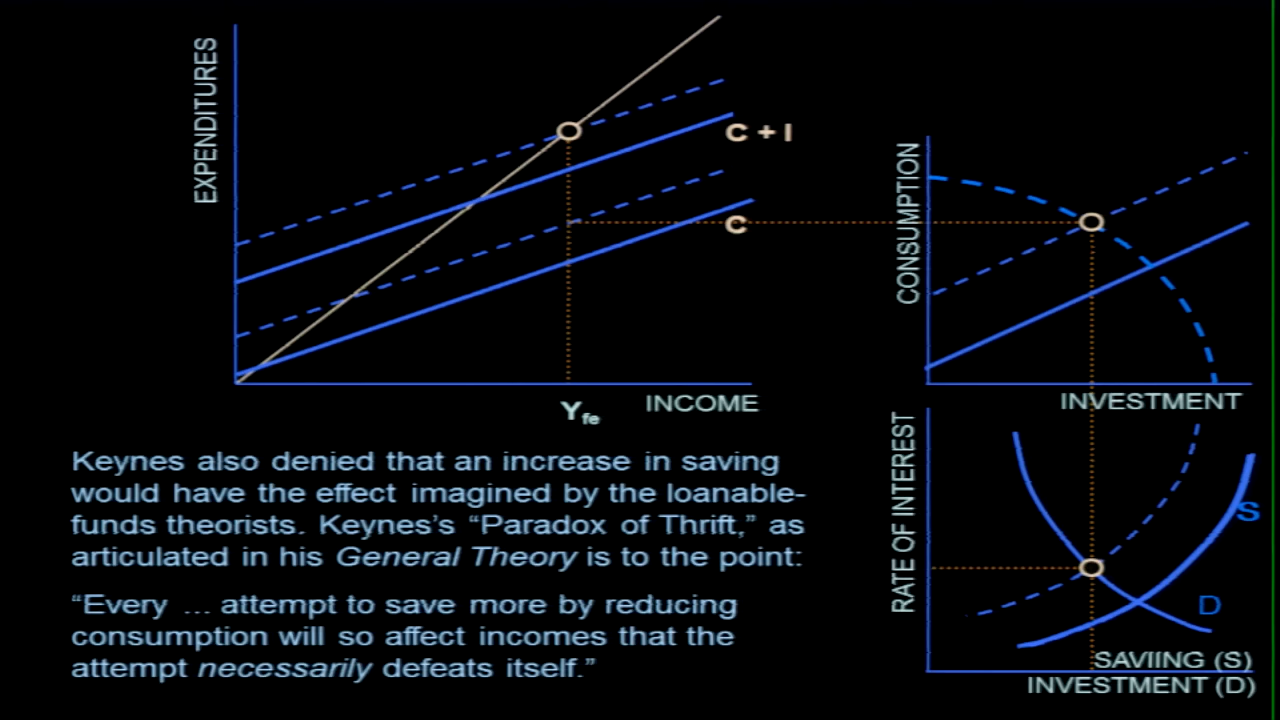 EXPENDITURES
C + I
C
Y fe
INCOME
CONSUMPTION
INVESTMENT
RATE OF INTEREST
S
D
SAVIING (S)
INVESTMENT (D)
Keynes also denied that an increase in saving
would have the effect imagined by the loanable-
funds theorists. Keynes's “Paradox of Thrift,” as
articulated in his General Theory is to the point:
“Every ... attempt to save more by reducing
consumption will so affect incomes that the
attempt necessarily defeats itself.”